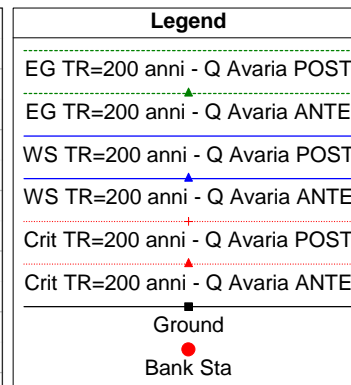 Legend
EG TR=200 anni - Q Avaria POST
EG TR=200 anni - Q Avaria ANTE
WS TR=200 anni - Q Avaria POST
WS TR=200 anni - Q Avaria ANTE
Crit TR=200 anni - Q Avaria POST
Crit TR=200 anni - Q Avaria ANTE
Ground
Bank Sta